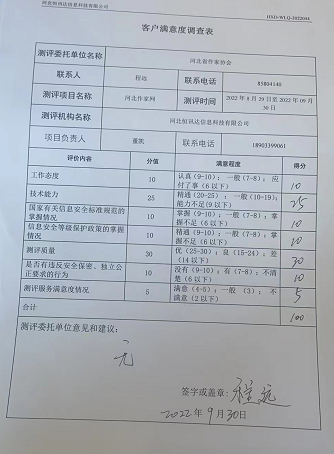 河北恒讯达信息科技有限公司 HXD-WI-Q-2022044
客户满意度调查表
测评委托单位名称 河北省作家协会
联系人 程远 联系电话 85804140
测评项目名称 河北作家网 测评时间 2022 年 8 月 29 日至 2022 年 09 月 30 日
测评机构名称 河北恒讯达信息科技有限公司
项目负责人 董凯 联系电话 18903399061
评价内容 分值 满意程度 得分
工作态度 10 认真（9-10）；一般（7-8）；应付了事（6 以下） 10
技术能力 25 精通（20-25）；一般（10-19）；能力不足（9 以下） 25
国家有关信息安全标准规范的掌握情况 10 掌握（9-10）；一般（7-8）；掌握不足（6 以下） 10
信息安全等级保护政策的掌握情况 10 精通（9-10）；一般（7-8）；掌握不足（6 以下） 10
测评质量 30 优（25-30）；良（15-24）；差（14 以下） 30
是否有违反安全保密、独立公正要求的行为 10 没有（9-10）；有（7-8）；不清楚（6 以下） 10
测评服务满意度情况 5 满意（4-5）；一般（3）；不满意（2 以下） 5
合计 100
测评委托单位意见和建议：
无
签字或盖章：程远
2022年9月30日